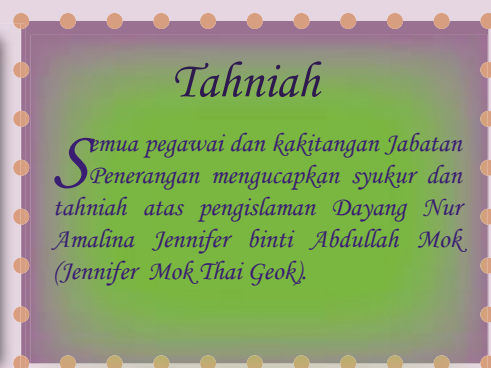 Tahniah
Semua pegawai dan kakitangan Jabatan
Penerangan mengucapkan syukur dan
tahniah atas pengislaman Dayang Nur
Amalina Jennifer binti Abdullah Mok
(Jennifer Mok Thai Geok).